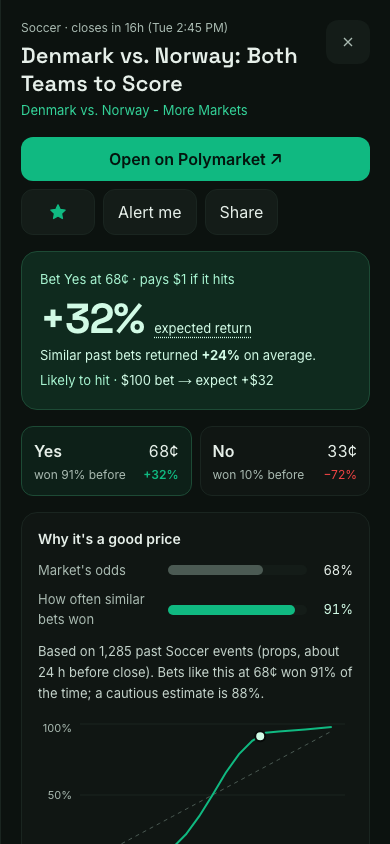 Soccer · closes in 16h (Tue 2:45 PM)
×
Denmark vs. Norway: Both
Teams to Score
Denmark vs. Norway - More Markets
Open on Polymarket ↗
★
Alert me
Share
Bet Yes at 68¢ · pays $1 if it hits
+32% expected return
Similar past bets returned +24% on average.
Likely to hit · $100 bet → expect +$32
Yes 68¢
won 91% before +32%
No 33¢
won 10% before −72%
Why it's a good price
Market's odds 68%
How often similar
bets won 91%
Based on 1,285 past Soccer events (props, about
24 h before close). Bets like this at 68¢ won 91% of
the time; a cautious estimate is 88%.
100%
50%